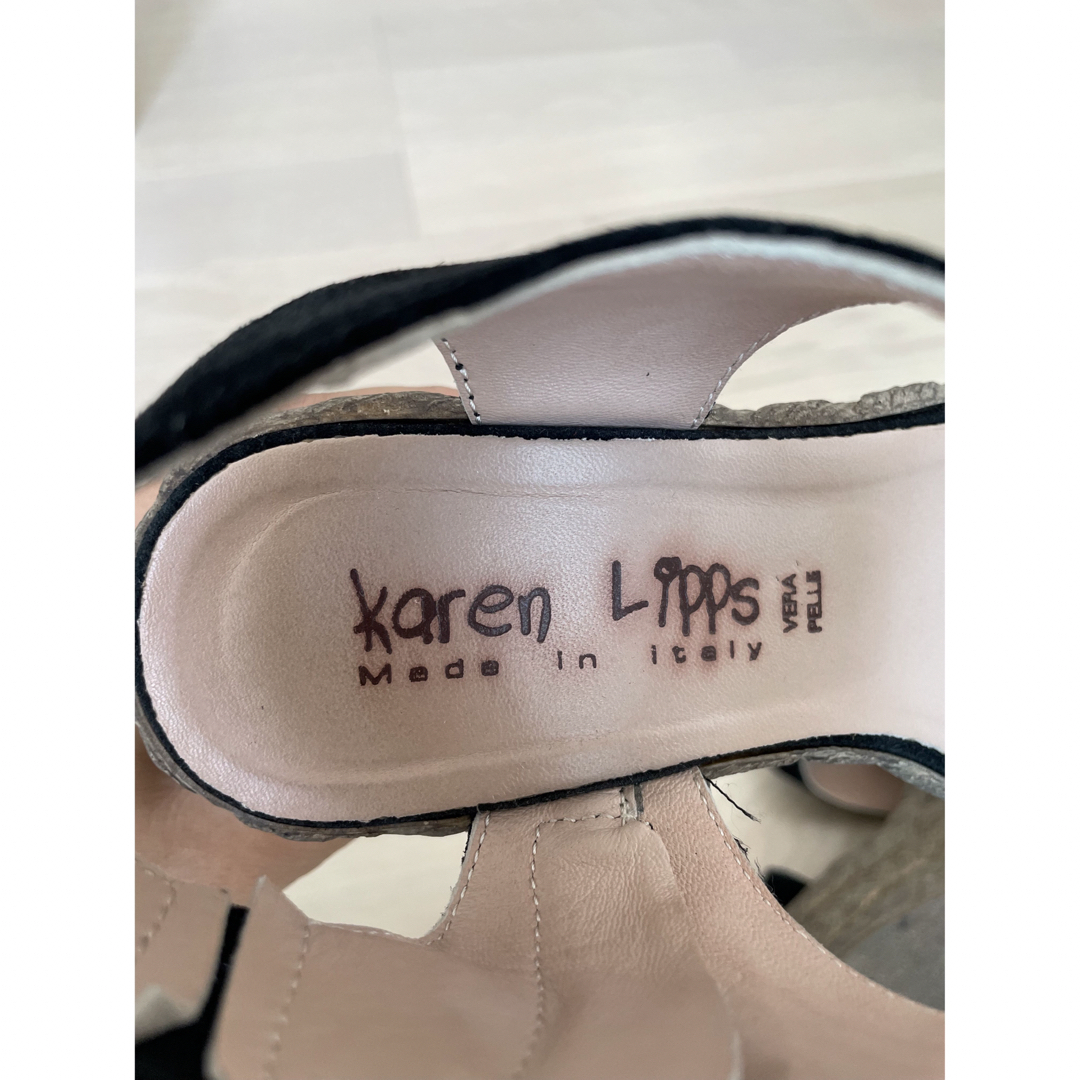 karen Lipps
Made in italy
VERA
PELLE